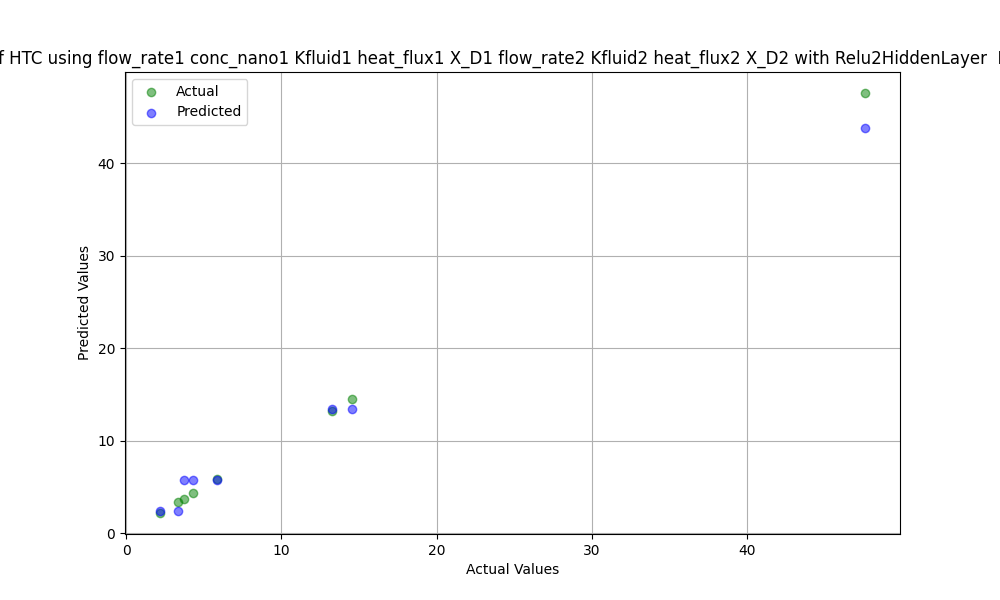 HTC using flow_rate1 conc_nano1 Kfluid1 heat_flux1 X_D1 flow_rate2 Kfluid2 heat_flux2 X_D2 with Relu2HiddenLayer
Actual
Predicted
Predicted Values
40
30
20
10
0
0 10 20 30 40
Actual Values